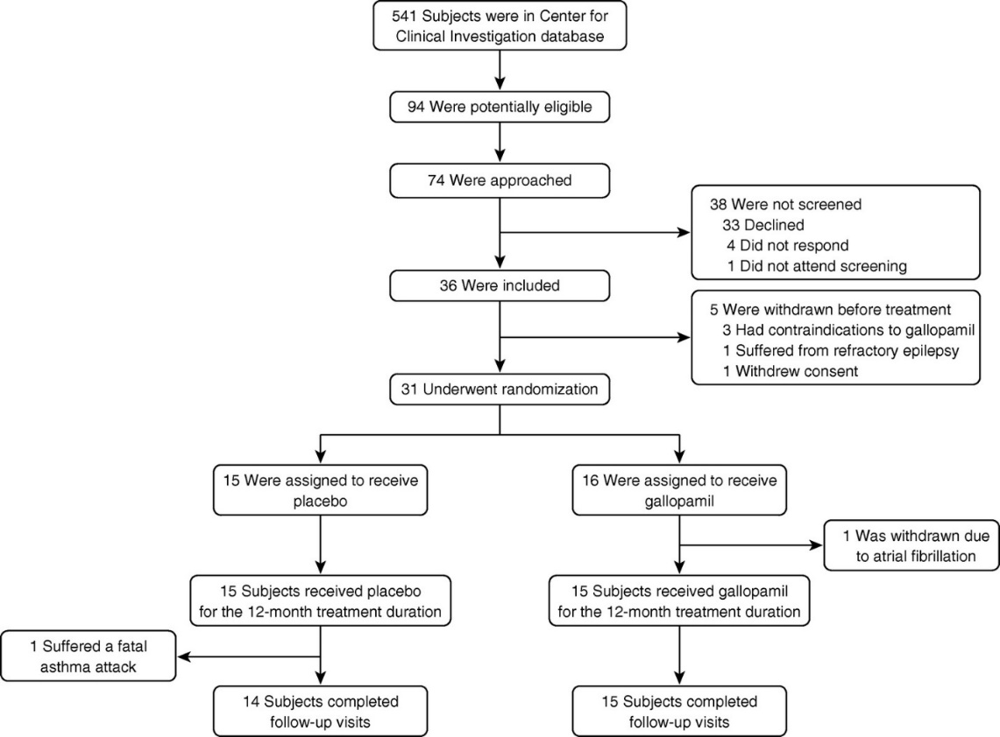 541 Subjects were in Center for
Clinical Investigation database
94 Were potentially eligible
74 Were approached
38 Were not screened
33 Declined
4 Did not respond
1 Did not attend screening
36 Were included
5 Were withdrawn before treatment
3 Had contraindications to gallopamil
1 Suffered from refractory epilepsy
1 Withdrew consent
31 Underwent randomization
15 Were assigned to receive
placebo
16 Were assigned to receive
gallopamil
1 Was withdrawn due
to atrial fibrillation
15 Subjects received placebo
for the 12-month treatment duration
15 Subjects received gallopamil
for the 12-month treatment duration
1 Suffered a fatal
asthma attack
14 Subjects completed
follow-up visits
15 Subjects completed
follow-up visits